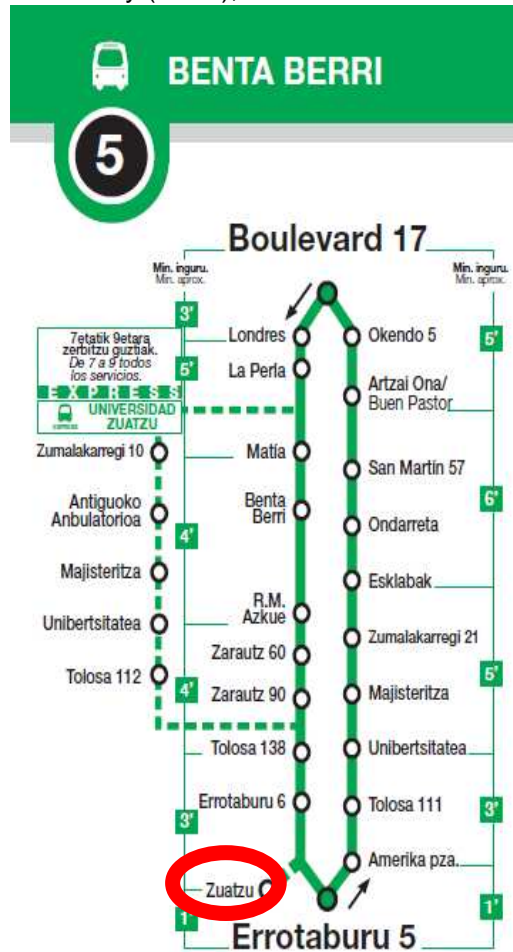 BENTA BERRI
5
Boulevard 17
Min. inguru.
Min. aprox.
Min. inguru.
Min. aprox.
3'
7etatik 9etara
zerbitzu guztiak.
De 7 a 9 todos
los servicios.
EXPRESS
UNIVERSIDAD
ZUATZU
Londres
Okendo 5
5'
La Perla
5'
Artzai Ona/
Buen Pastor
Zumalakarregi 10
Matía
San Martín 57
6'
Antiguoko
Anbulatorioa
Benta
Berri
Ondarreta
4'
Majisteritza
Esklabak
Unibertsitatea
R.M.
Azkue
Zumalakarregi 21
Zarautz 60
5'
Tolosa 112
4'
Zarautz 90
Majisteritza
Tolosa 138
Unibertsitatea
Errotaburu 6
Tolosa 111
3'
3'
Amerika pza.
Zuatzu
1'
1'
Errotaburu 5